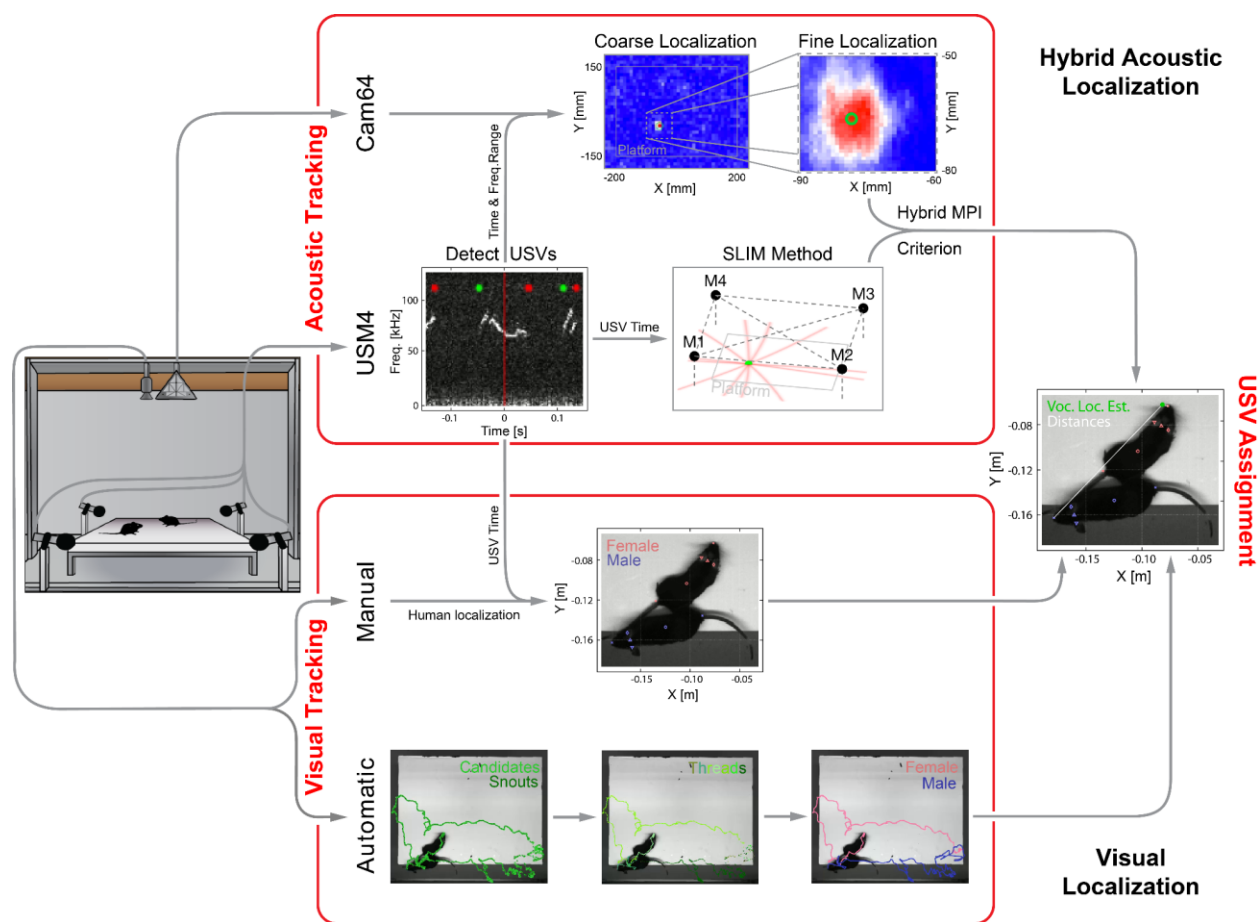 Hybrid Acoustic
Localization
Acoustic Tracking
Cam64
Coarse Localization
150
Y [mm]
-150
Platform
-200
200
X [mm]
Fine Localization
-50
Y [mm]
-80
-90
-60
X [mm]
Time & Freq.Range
Hybrid MPI
Criterion
USM4
Detect USVs
100
50
0
Freq. [kHz]
-0.1
0
0.1
Time [s]
USV Time
SLIM Method
M4
M3
M1
M2
Platform
USV Assignment
Voc. Loc. Est.
Distances
-0.08
-0.12
-0.16
Y [m]
-0.15
-0.10
-0.05
X [m]
Visual Tracking
USV Time
Manual
Human localization
Female
Male
-0.08
-0.12
-0.16
Y [m]
-0.15
-0.10
-0.05
X [m]
Automatic
Candidates
Snouts
Threads
Female
Male
Visual
Localization